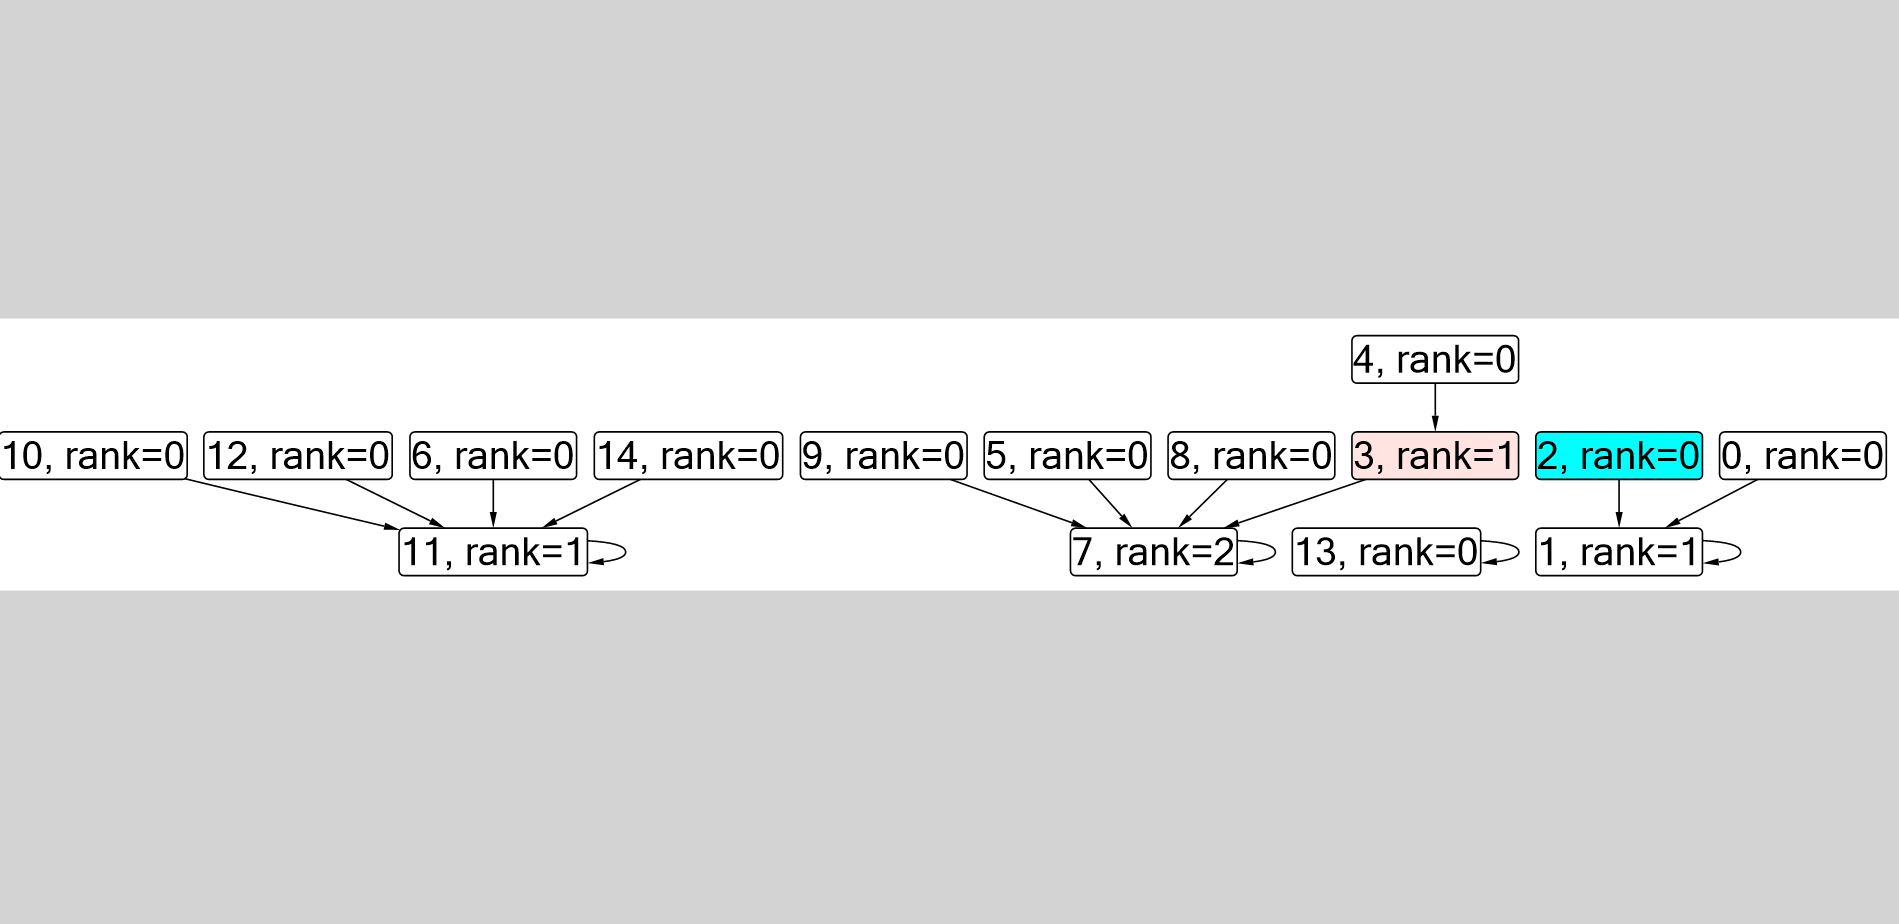 4, rank=0
10, rank=0
12, rank=0
6, rank=0
14, rank=0
9, rank=0
5, rank=0
8, rank=0
3, rank=1
2, rank=0
0, rank=0
11, rank=1
7, rank=2
13, rank=0
1, rank=1